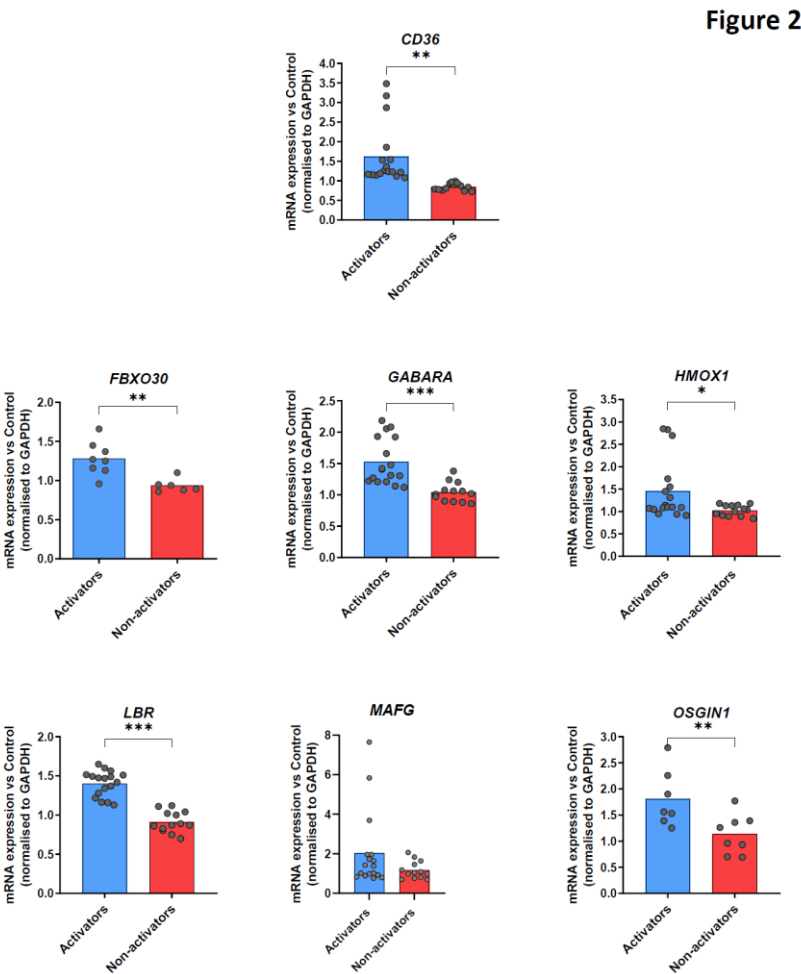 Figure 2
CD36
**
mRNA expression vs Control
(normalised to GAPDH)
4.0
3.5
3.0
2.5
2.0
1.5
1.0
0.5
0.0
Activators
Non-activators
FBXO30
**
mRNA expression vs Control
(normalised to GAPDH)
2.0
1.5
1.0
0.5
0.0
Activators
Non-activators
GABARA
***
mRNA expression vs Control
(normalised to GAPDH)
2.5
2.0
1.5
1.0
0.5
0.0
Activators
Non-activators
HMOX1
*
mRNA expression vs Control
(normalised to GAPDH)
3.5
3.0
2.5
2.0
1.5
1.0
0.5
0.0
Activators
Non-activators
LBR
***
mRNA expression vs Control
(normalised to GAPDH)
2.0
1.5
1.0
0.5
0.0
Activators
Non-activators
MAFG
mRNA expression vs Control
(normalised to GAPDH)
8
6
4
2
0
Activators
Non-activators
OSGIN1
**
mRNA expression vs Control
(normalised to GAPDH)
3.0
2.5
2.0
1.5
1.0
0.5
0.0
Activators
Non-activators